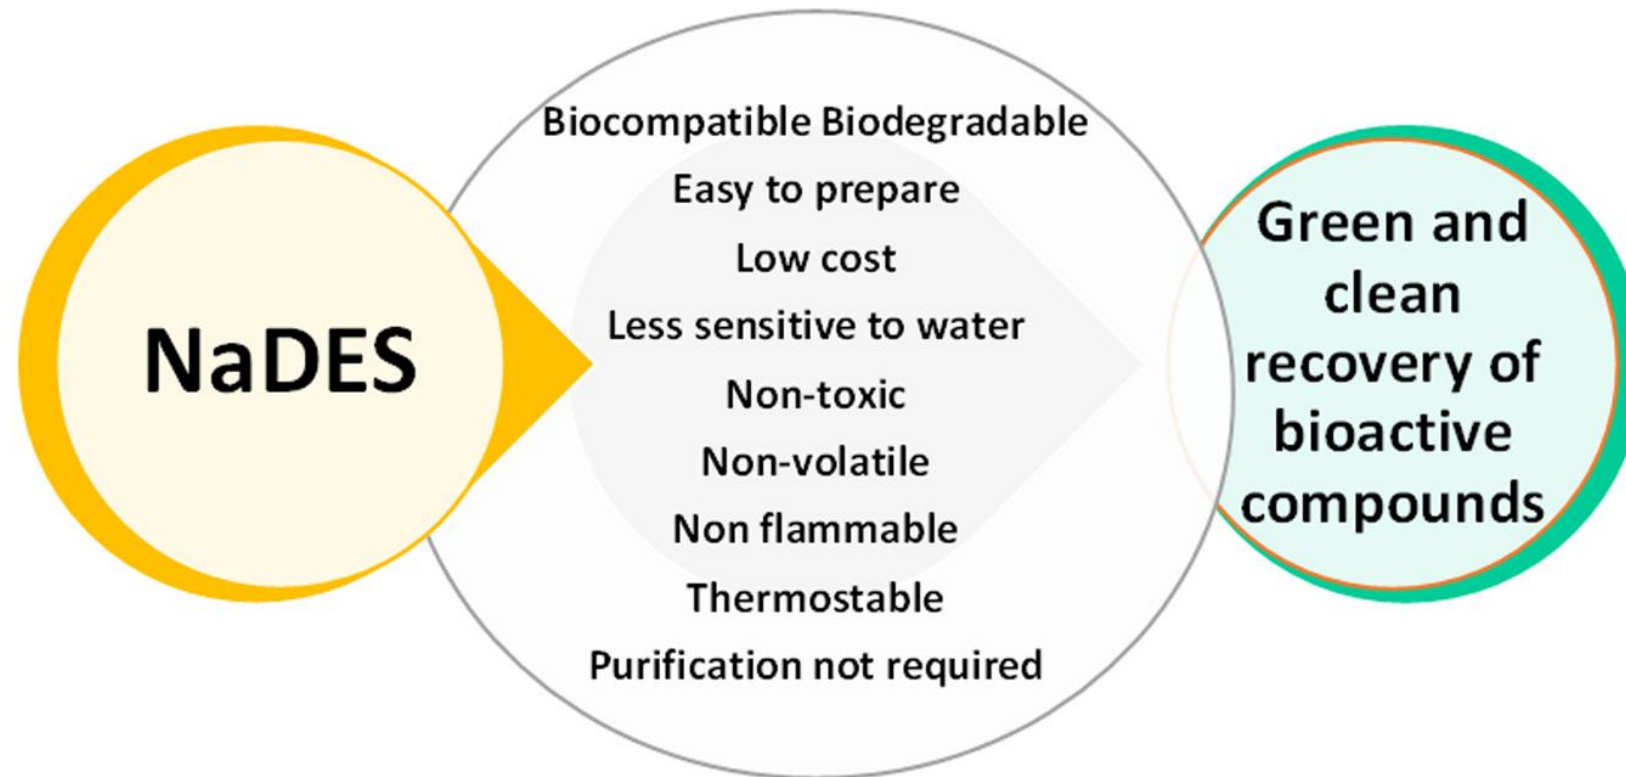 NaDES
Biocompatible Biodegradable
Easy to prepare
Low cost
Less sensitive to water
Non-toxic
Non-volatile
Non flammable
Thermostable
Purification not required
Green and
clean
recovery of
bioactive
compounds